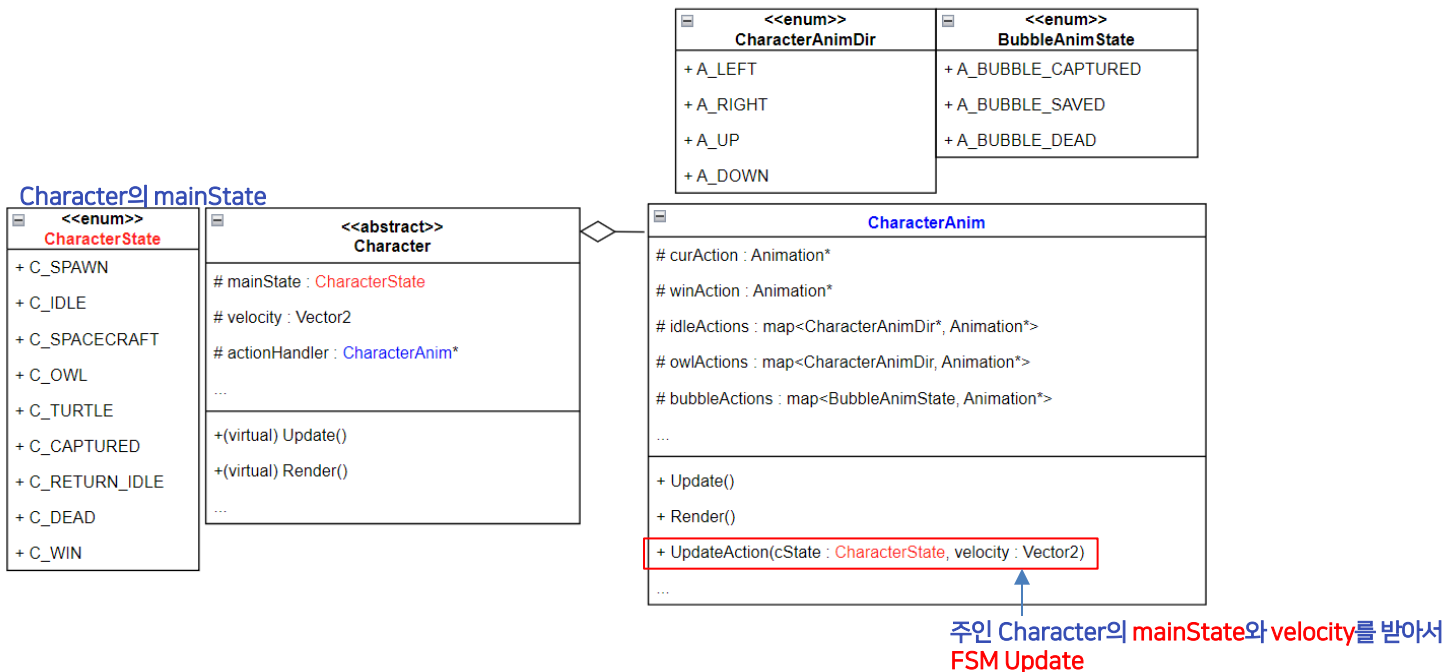 <<enum>>
CharacterAnimDir
+ A_LEFT
+ A_RIGHT
+ A_UP
+ A_DOWN
<<enum>>
BubbleAnimState
+ A_BUBBLE_CAPTURED
+ A_BUBBLE_SAVED
+ A_BUBBLE_DEAD
Character의 mainState
<<enum>>
CharacterState
+ C_SPAWN
+ C_IDLE
+ C_SPACECRAFT
+ C_OWL
+ C_TURTLE
+ C_CAPTURED
+ C_RETURN_IDLE
+ C_DEAD
+ C_WIN
<<abstract>>
Character
# mainState : CharacterState
# velocity : Vector2
# actionHandler : CharacterAnim*
...
+(virtual) Update()
+(virtual) Render()
...
CharacterAnim
# curAction : Animation*
# winAction : Animation*
# idleActions : map<CharacterAnimDir*, Animation*>
# owlActions : map<CharacterAnimDir, Animation*>
# bubbleActions : map<BubbleAnimState, Animation*>
...
+ Update()
+ Render()
+ UpdateAction(cState : CharacterState, velocity : Vector2)
...
주인 Character의 mainState와 velocity를 받아서
FSM Update